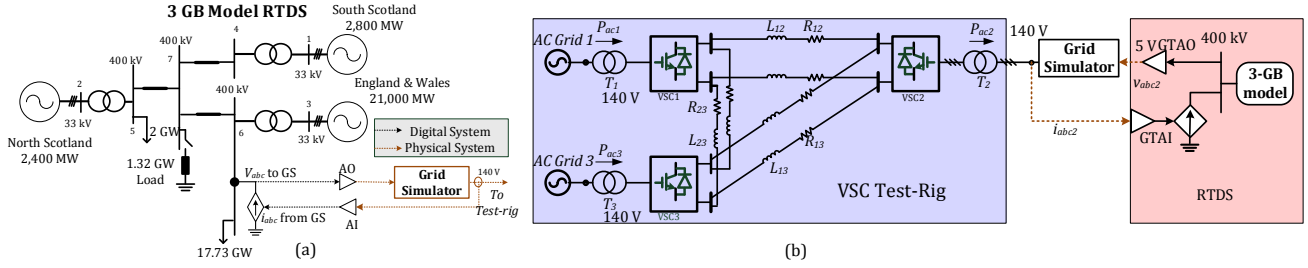 3 GB Model RTDS
South Scotland
2,800 MW
4
400 kV
1
33 kV
7
400 kV
England & Wales
21,000 MW
400 kV
2
3
33 kV
5
33 kV
6
2 GW
North Scotland
2,400 MW
1.32 GW
Load
Digital System
Physical System
V_abc to GS
AO
Grid
Simulator
140 V
To
Test-rig
i_abc from GS
AI
17.73 GW
(a)
AC Grid 1
P_ac1
T_1
140 V
VSC1
L_12
R_12
P_ac2
VSC2
T_2
R_23
L_23
R_13
L_13
AC Grid 3
P_ac3
T_3
140 V
VSC3
VSC Test-Rig
(b)
140 V
Grid
Simulator
5 V
GTAO
400 kV
v_abc2
3-GB
model
i_abc2
GTAI
RTDS